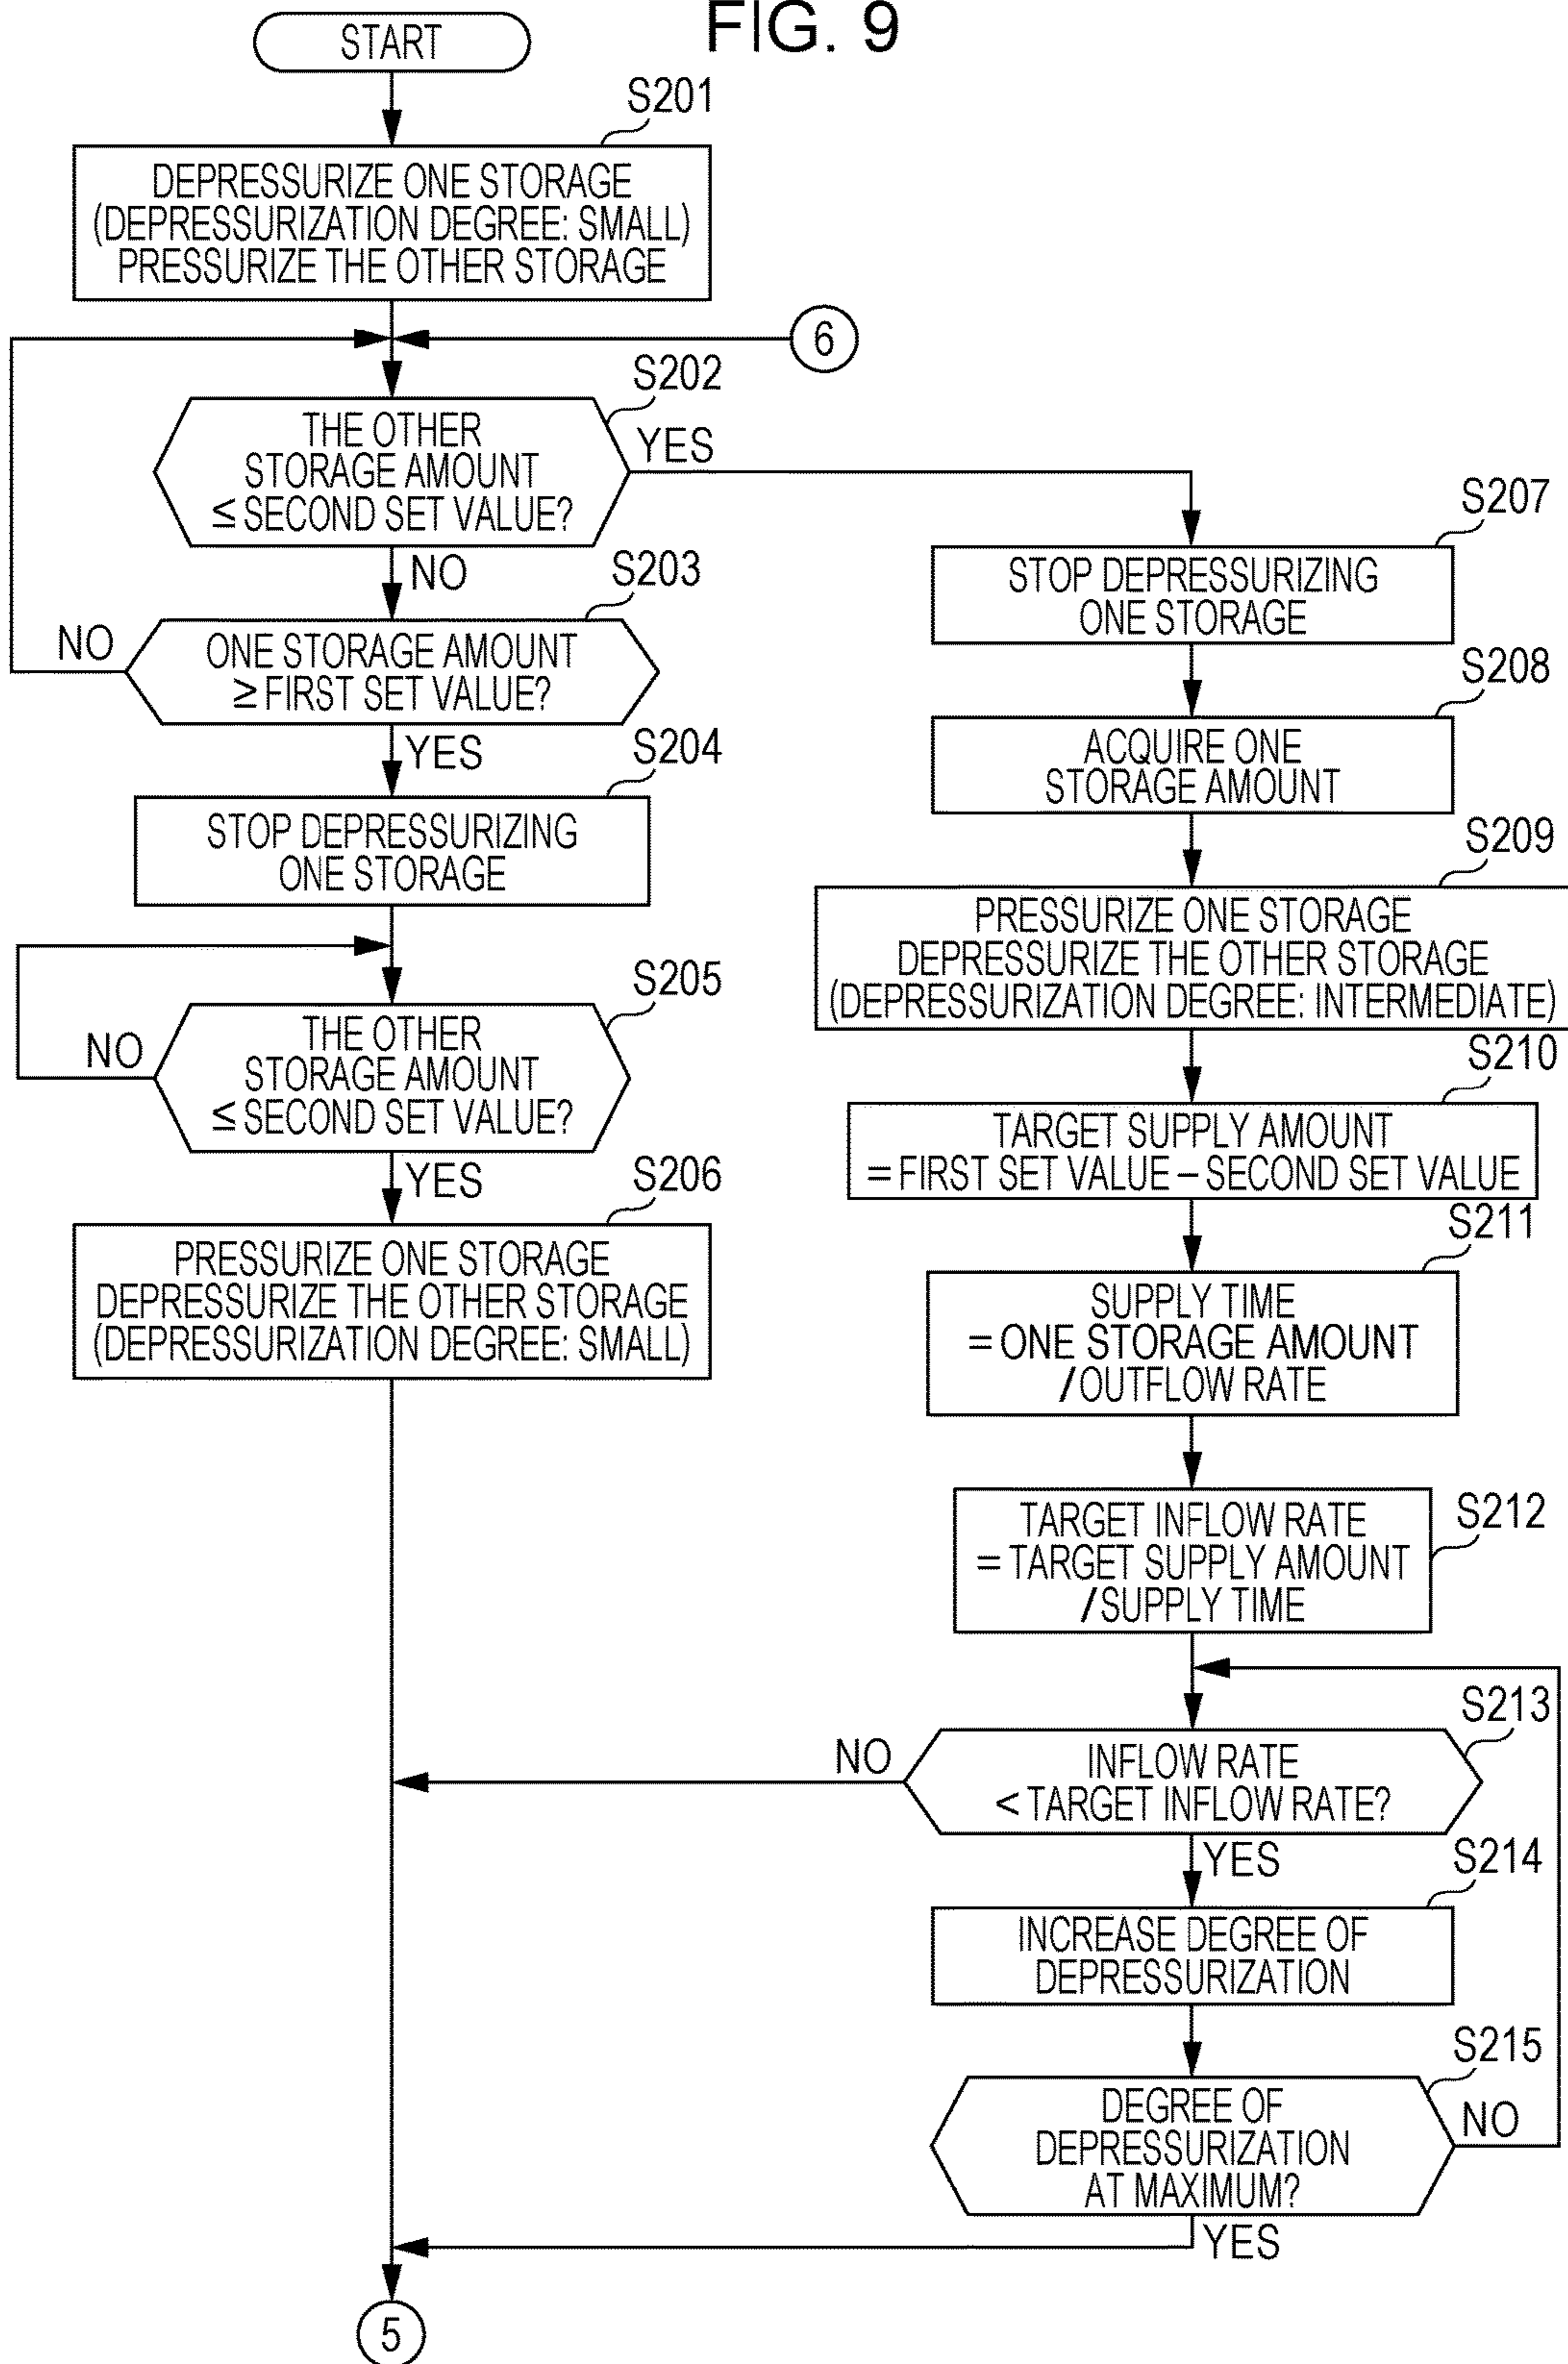 FIG. 9
START
S201
DEPRESSURIZE ONE STORAGE
(DEPRESSURIZATION DEGREE: SMALL)
PRESSURIZE THE OTHER STORAGE
6
S202
THE OTHER
STORAGE AMOUNT
≤ SECOND SET VALUE?
YES
NO
S203
ONE STORAGE AMOUNT
≥ FIRST SET VALUE?
NO
YES
S204
STOP DEPRESSURIZING
ONE STORAGE
S205
THE OTHER
STORAGE AMOUNT
≤ SECOND SET VALUE?
NO
YES
S206
PRESSURIZE ONE STORAGE
DEPRESSURIZE THE OTHER STORAGE
(DEPRESSURIZATION DEGREE: SMALL)
S207
STOP DEPRESSURIZING
ONE STORAGE
S208
ACQUIRE ONE
STORAGE AMOUNT
S209
PRESSURIZE ONE STORAGE
DEPRESSURIZE THE OTHER STORAGE
(DEPRESSURIZATION DEGREE: INTERMEDIATE)
S210
TARGET SUPPLY AMOUNT
= FIRST SET VALUE – SECOND SET VALUE
S211
SUPPLY TIME
= ONE STORAGE AMOUNT
/OUTFLOW RATE
S212
TARGET INFLOW RATE
= TARGET SUPPLY AMOUNT
/SUPPLY TIME
S213
INFLOW RATE
< TARGET INFLOW RATE?
NO
YES
S214
INCREASE DEGREE OF
DEPRESSURIZATION
S215
DEGREE OF
DEPRESSURIZATION
AT MAXIMUM?
NO
YES
5